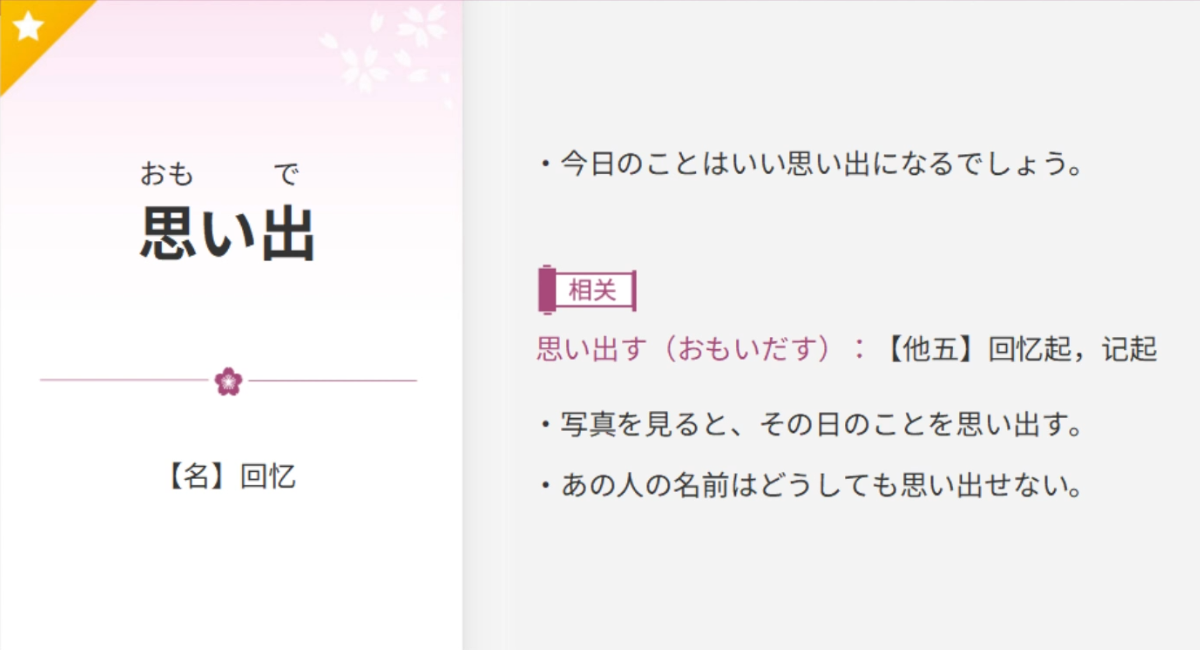 おも で
思い出
【名】回忆
・今日のことはいい思い出になるでしょう。
相关
思い出す（おもいだす）：【他五】回忆起，记起
・写真を見ると、その日のことを思い出す。
・あの人の名前はどうしても思い出せない。